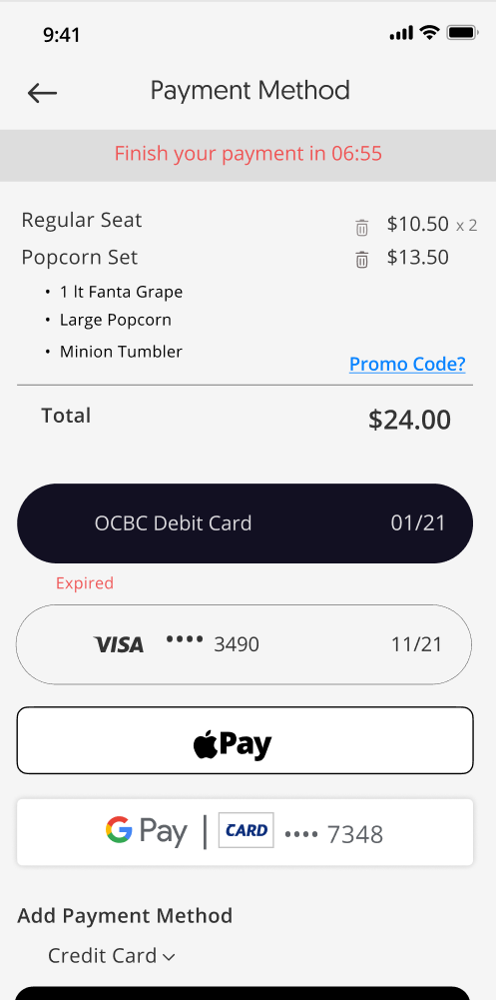 9:41
Payment Method
Finish your payment in 06:55
Regular Seat $10.50 x 2
Popcorn Set $13.50
• 1 lt Fanta Grape
• Large Popcorn
• Minion Tumbler
Promo Code?
Total $24.00
OCBC Debit Card 01/21
Expired
VISA •••• 3490 11/21
Pay
G Pay | CARD •••• 7348
Add Payment Method
Credit Card